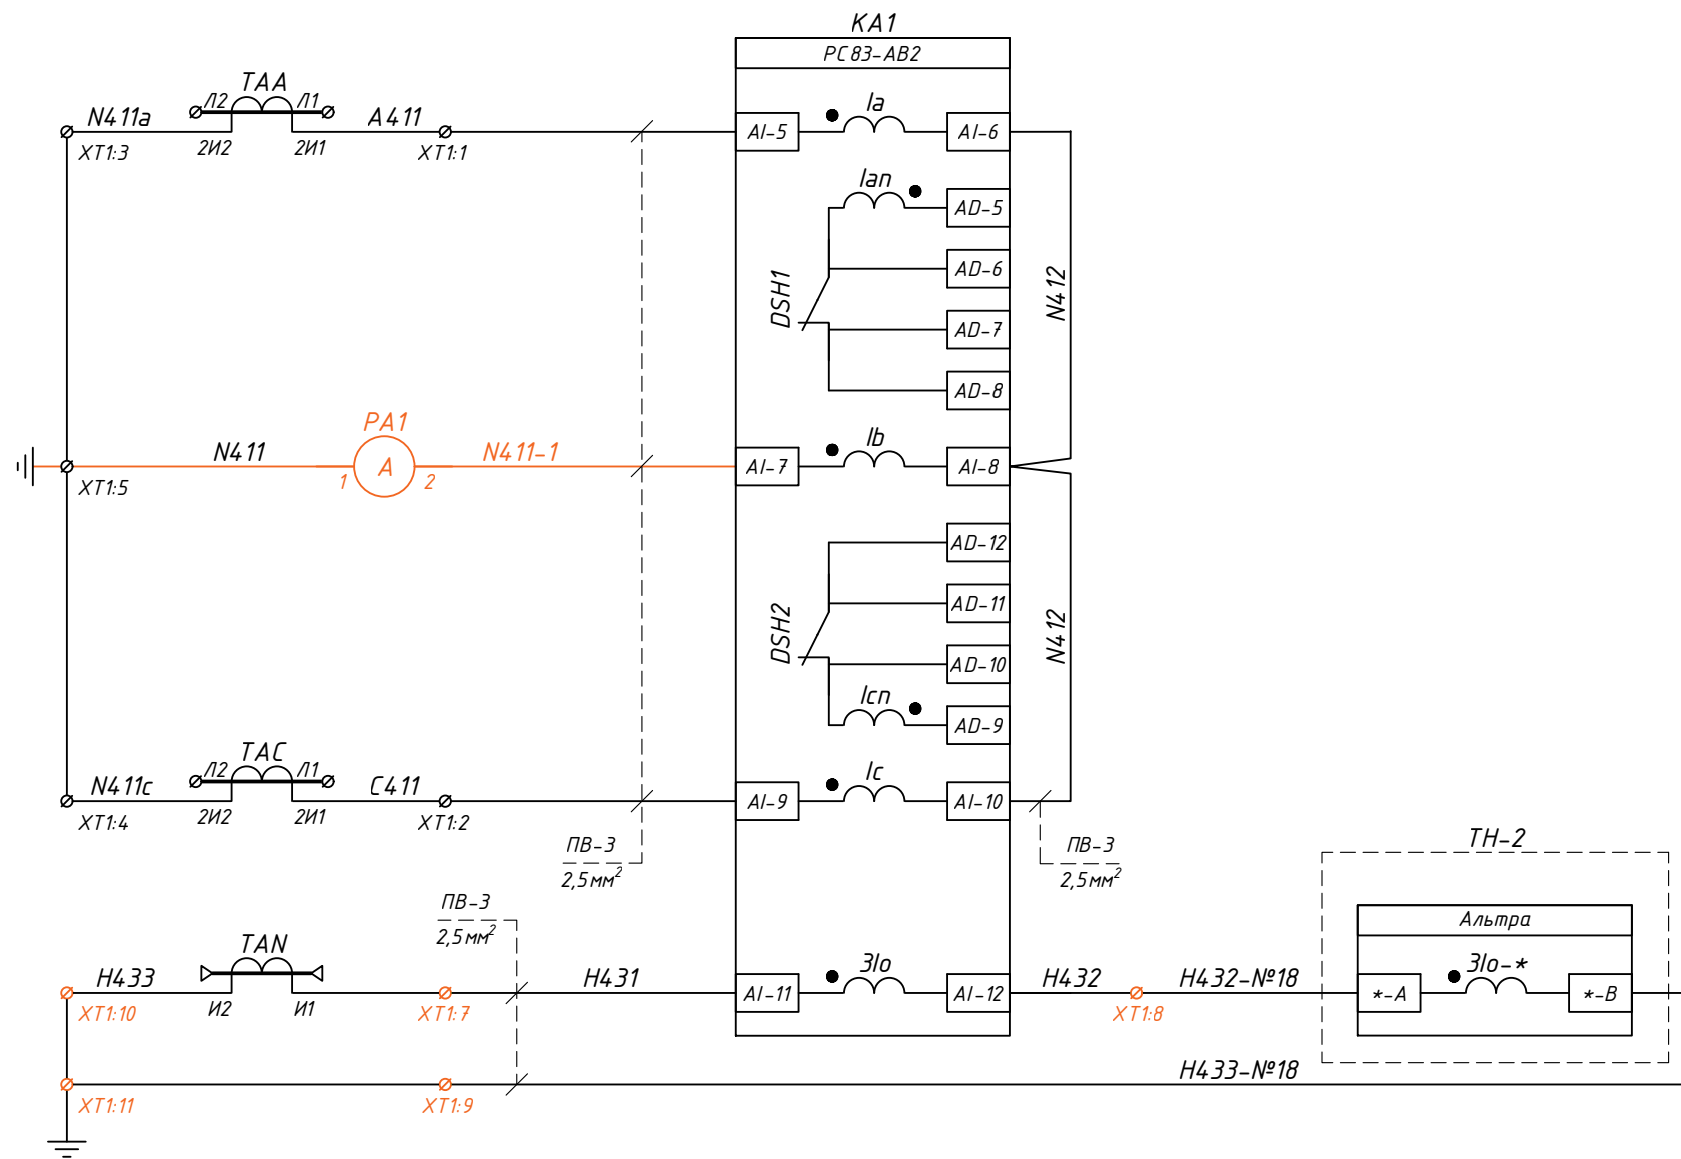 KA1
РС83-АВ2
TAA
Л2
Л1
N411a
A411
2И2
2И1
XT1:3
XT1:1
AI-5
Ia
AI-6
Ian
AD-5
AD-6
DSH1
AD-7
AD-8
N412
PA1
N411
A
N411-1
1
2
XT1:5
AI-7
Ib
AI-8
AD-12
AD-11
DSH2
AD-10
Icn
AD-9
N412
TAC
Л2
Л1
N411c
C411
2И2
2И1
XT1:4
XT1:2
AI-9
Ic
AI-10
ПВ-3
2,5мм²
ПВ-3
2,5мм²
ТН-2
Альтра
ПВ-3
2,5мм²
TAN
Н433
И2
И1
XT1:10
XT1:7
Н431
AI-11
3Io
AI-12
Н432
XT1:8
Н432-№18
*-А
3Io-*
*-В
Н433-№18
XT1:11
XT1:9